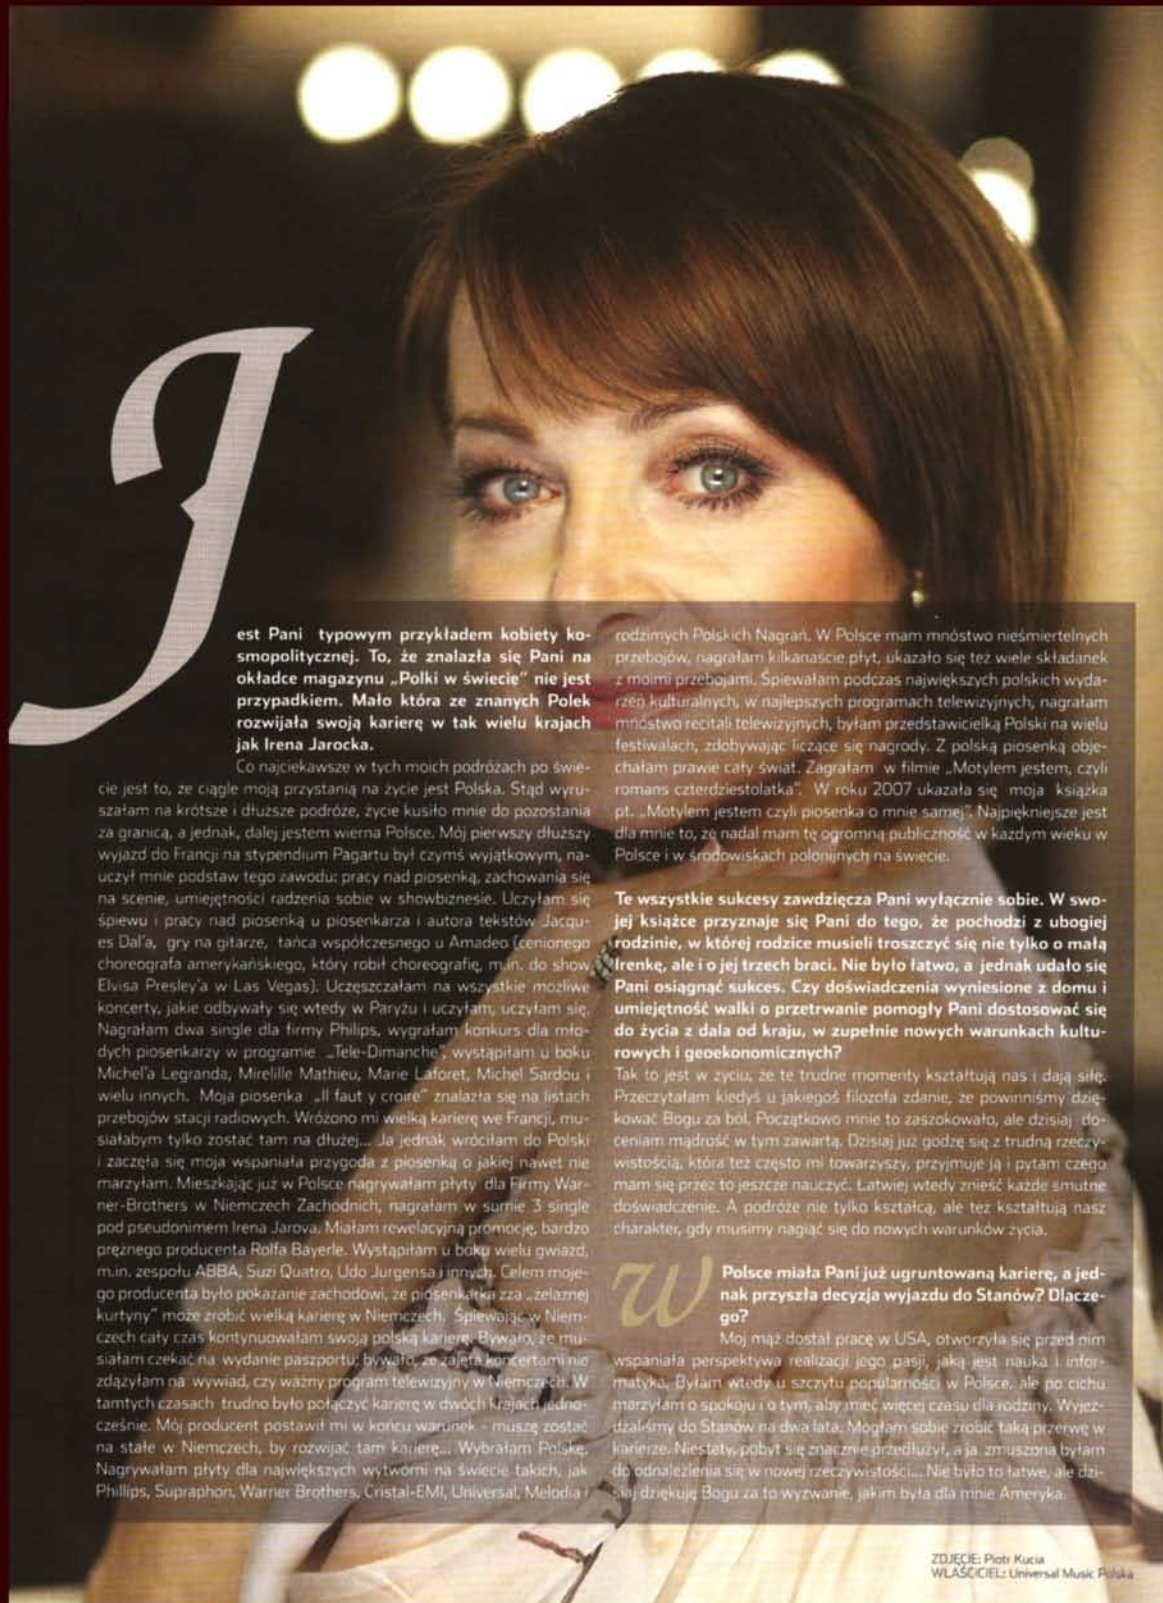 J
est Pani typowym przykładem kobiety ko-
smopolitycznej. To, że znalazła się Pani na
okładce magazynu „Polki w świecie" nie jest
przypadkiem. Mało która ze znanych Polek
rozwijała swoją karierę w tak wielu krajach
jak Irena Jarocka.
Co najciekawsze w tych moich podróżach po świe-
cie jest to, że ciągle moją przystanią na życie jest Polska. Stąd wyru-
szałam na krótsze i dłuższe podróże, życie kusiło mnie do pozostania
za granicą, a jednak, dalej jestem wierna Polsce. Mój pierwszy dłuższy
wyjazd do Francji na stypendium Pagartu był czymś wyjątkowym, na-
uczył mnie podstaw tego zawodu: pracy nad piosenką, zachowania się
na scenie, umiejętności radzenia sobie w showbiznesie. Uczyłam się
śpiewu i pracy nad piosenką u piosenkarza i autora tekstów Jacqu-
es Dal'a, gry na gitarze, tańca współczesnego u Amadeo (cenionego
choreografa amerykańskiego, który robił choreografię, m.in. do show
Elvisa Presley'a w Las Vegas). Uczęszczałam na wszystkie możliwe
koncerty, jakie odbywały się wtedy w Paryżu i uczyłam, uczyłam się.
Nagrałam dwa single dla firmy Philips, wygrałam konkurs dla mło-
dych piosenkarzy w programie „Tele-Dimanche", wystąpiłam u boku
Michel'a Legranda, Mirelille Mathieu, Marie Laforet, Michel Sardou i
wielu innych. Moja piosenka „Il faut y croire" znalazła się na listach
przebojów stacji radiowych. Wróżono mi wielką karierę we Francji, mu-
siałabym tylko zostać tam na dłużej... Ja jednak wróciłam do Polski
i zaczęła się moja wspaniała przygoda z piosenką o jakiej nawet nie
marzyłam. Mieszkając już w Polsce nagrywałam płyty dla Firmy War-
ner-Brothers w Niemczech Zachodnich, nagrałam w sumie 3 single
pod pseudonimem Irena Jarova. Miałam rewelacyjną promocję, bardzo
prężnego producenta Rolfa Bayerle. Wystąpiłam u boku wielu gwiazd,
m.in. zespołu ABBA, Suzi Quatro, Udo Jurgensa i innych. Celem moje-
go producenta było pokazanie zachodowi, że piosenkarka zza „żelaznej
kurtyny" może zrobić wielką karierę w Niemczech. Śpiewając w Niem-
czech cały czas kontynuowałam swoją polską karierę. Bywało, że mu-
siałam czekać na wydanie paszportu; bywało, że zajęta koncertami nie
zdążyłam na wywiad, czy ważny program telewizyjny w Niemczech. W
tamtych czasach trudno było połączyć karierę w dwóch krajach jedno-
cześnie. Mój producent postawił mi w końcu warunek - muszę zostać
na stałe w Niemczech, by rozwijać tam karierę... Wybrałam Polskę.
Nagrywałam płyty dla największych wytwórni na świecie takich, jak
Phillips, Supraphon, Warner Brothers, Cristal-EMI, Universal, Melodia i
rodzimych Polskich Nagrań. W Polsce mam mnóstwo nieśmiertelnych
przebojów, nagrałam kilkanaście płyt, ukazało się też wiele składanek
z moimi przebojami. Śpiewałam podczas największych polskich wyda-
rzeń kulturalnych, w najlepszych programach telewizyjnych, nagrałam
mnóstwo recitali telewizyjnych, byłam przedstawicielką Polski na wielu
festiwalach, zdobywając liczące się nagrody. Z polską piosenką obje-
chałam prawie cały świat. Zagrałam w filmie „Motylem jestem, czyli
romans czterdziestolatka". W roku 2007 ukazała się moja książka
pt. „Motylem jestem czyli piosenka o mnie samej". Najpiękniejsze jest
dla mnie to, że nadal mam tę ogromną publiczność w każdym wieku w
Polsce i w środowiskach polonijnych na świecie.
Te wszystkie sukcesy zawdzięcza Pani wyłącznie sobie. W swo-
jej książce przyznaje się Pani do tego, że pochodzi z ubogiej
rodzinie, w której rodzice musieli troszczyć się nie tylko o małą
Irenkę, ale i o jej trzech braci. Nie było łatwo, a jednak udało się
Pani osiągnąć sukces. Czy doświadczenia wyniesione z domu i
umiejętność walki o przetrwanie pomogły Pani dostosować się
do życia z dala od kraju, w zupełnie nowych warunkach kultu-
rowych i geoekonomicznych?
Tak to jest w życiu, że te trudne momenty kształtują nas i dają siłę.
Przeczytałam kiedyś u jakiegoś filozofa zdanie, że powinniśmy dzię-
kować Bogu za ból. Początkowo mnie to zaszokowało, ale dzisiaj do-
ceniam mądrość w tym zawartą. Dzisiaj już godzę się z trudną rzeczy-
wistością, która też często mi towarzyszy, przyjmuje ją i pytam czego
mam się przez to jeszcze nauczyć. Łatwiej wtedy znieść każde smutne
doświadczenie. A podróże nie tylko kształcą, ale też kształtują nasz
charakter, gdy musimy nagiąć się do nowych warunków życia.
W
Polsce miała Pani już ugruntowaną karierę, a jed-
nak przyszła decyzja wyjazdu do Stanów? Dlacze-
go?
Mój mąż dostał pracę w USA, otworzyła się przed nim
wspaniała perspektywa realizacji jego pasji, jaką jest nauka i infor-
matyka. Byłam wtedy u szczytu popularności w Polsce, ale po cichu
marzyłam o spokoju i o tym, aby mieć więcej czasu dla rodziny. Wyjeż-
dżaliśmy do Stanów na dwa lata. Mogłam sobie zrobić taką przerwę w
karierze. Niestety, pobyt się znacznie przedłużył, a ja zmuszona byłam
do odnalezienia się w nowej rzeczywistości... Nie było to łatwe, ale dzi-
siaj dziękuję Bogu za to wyzwanie, jakim była dla mnie Ameryka.
ZDJĘCIE: Piotr Kucia
WŁAŚCICIEL: Universal Music Polska